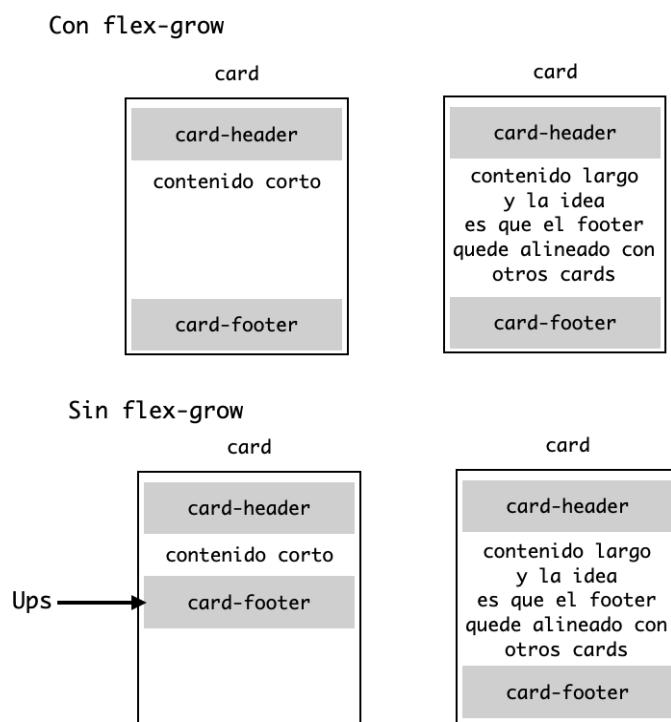 Con flex-grow
card
card-header
contenido corto
card-footer
card
card-header
contenido largo
y la idea
es que el footer
quede alineado con
otros cards
card-footer
Sin flex-grow
card
card-header
contenido corto
Ups
card-footer
card
card-header
contenido largo
y la idea
es que el footer
quede alineado con
otros cards
card-footer